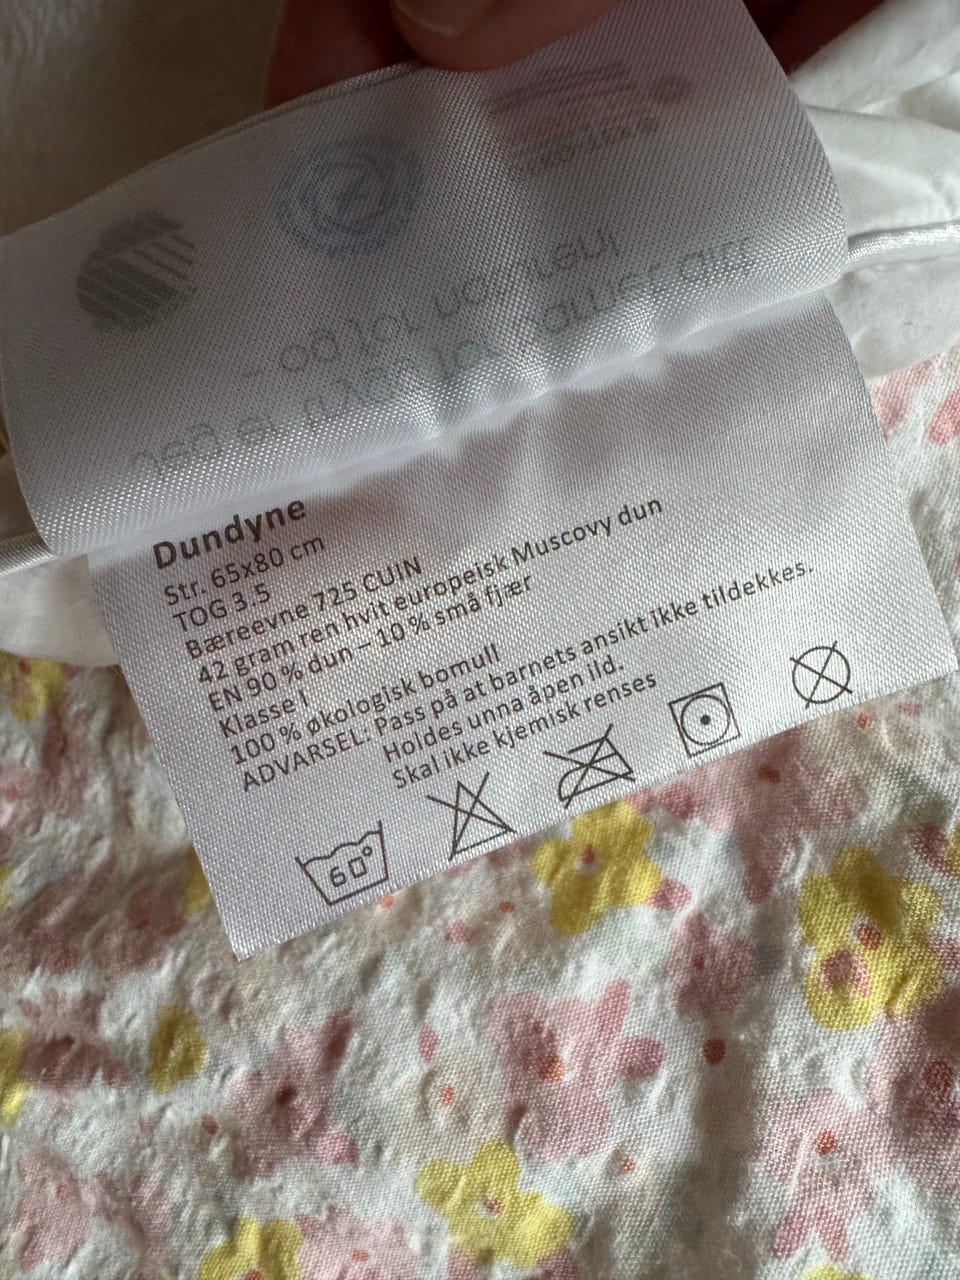 Dundyne
Str. 65x80 cm
TOG 3.5
Bæreevne 725 CUIN
42 gram ren hvit europeisk Muscovy dun
EN 90 % dun – 10 % små fjær
Klasse I
100 % økologisk bomull
ADVARSEL: Pass på at barnets ansikt ikke tildekkes.
Holdes unna åpen ild.
Skal ikke kjemisk renses
60°